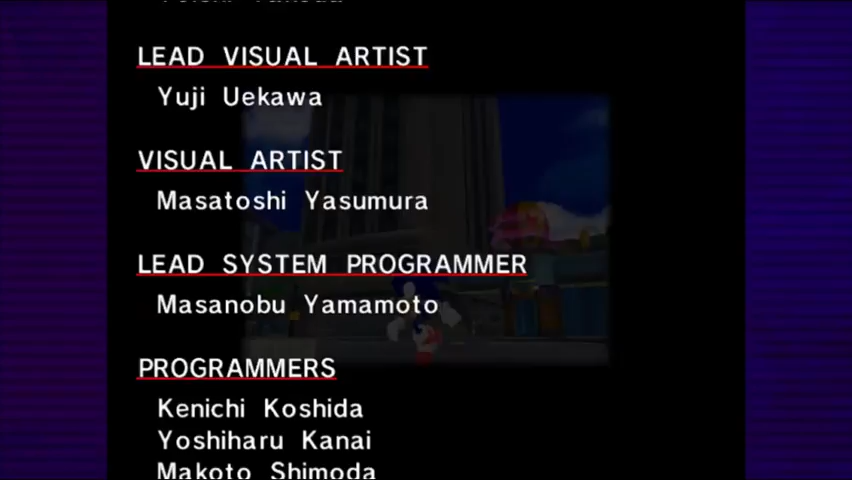 LEAD VISUAL ARTIST
Yuji Uekawa
VISUAL ARTIST
Masatoshi Yasumura
LEAD SYSTEM PROGRAMMER
Masanobu Yamamoto
PROGRAMMERS
Kenichi Koshida
Yoshiharu Kanai
Makoto Shimoda